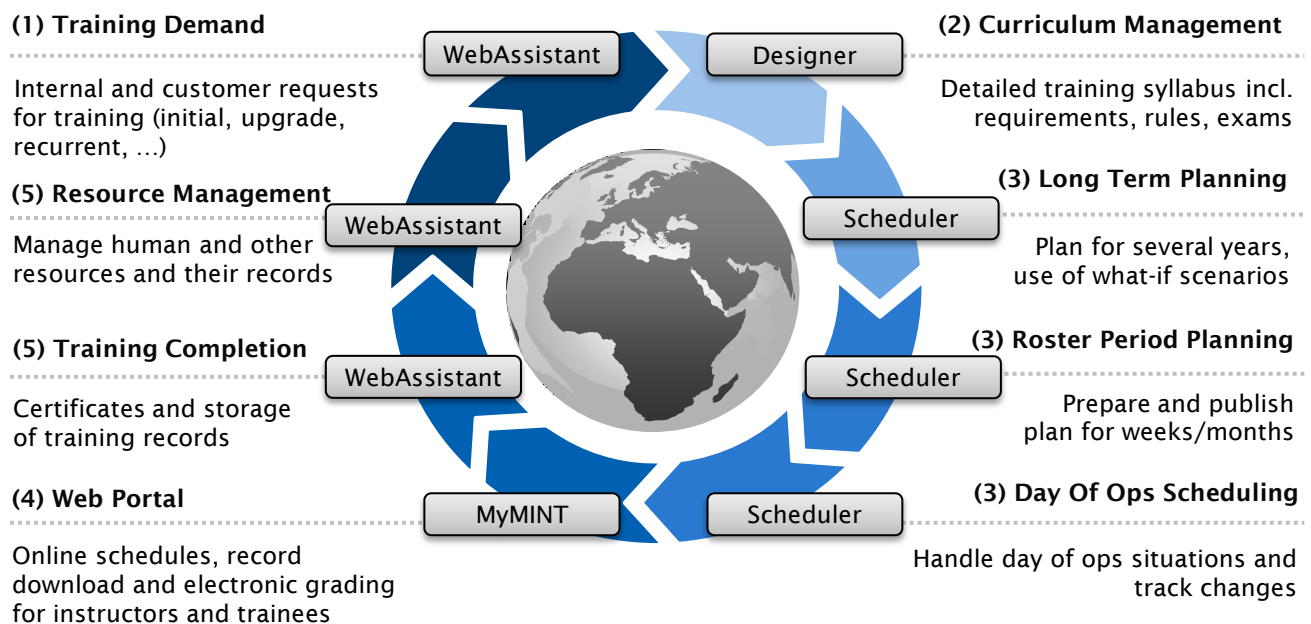 (1) Training Demand
WebAssistant
Internal and customer requests
for training (initial, upgrade,
recurrent, ...)
Designer
(2) Curriculum Management
Detailed training syllabus incl.
requirements, rules, exams
(3) Long Term Planning
Scheduler
Plan for several years,
use of what-if scenarios
(3) Roster Period Planning
Scheduler
Prepare and publish
plan for weeks/months
(3) Day Of Ops Scheduling
Scheduler
Handle day of ops situations and
track changes
(4) Web Portal
MyMINT
Online schedules, record
download and electronic grading
for instructors and trainees
(5) Training Completion
WebAssistant
Certificates and storage
of training records
(5) Resource Management
WebAssistant
Manage human and other
resources and their records